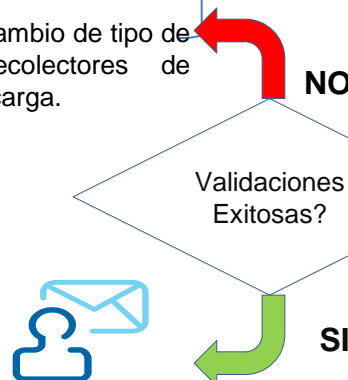 ambio de tipo de
ecolectores de
carga.
NO
Validaciones
Exitosas?
SI